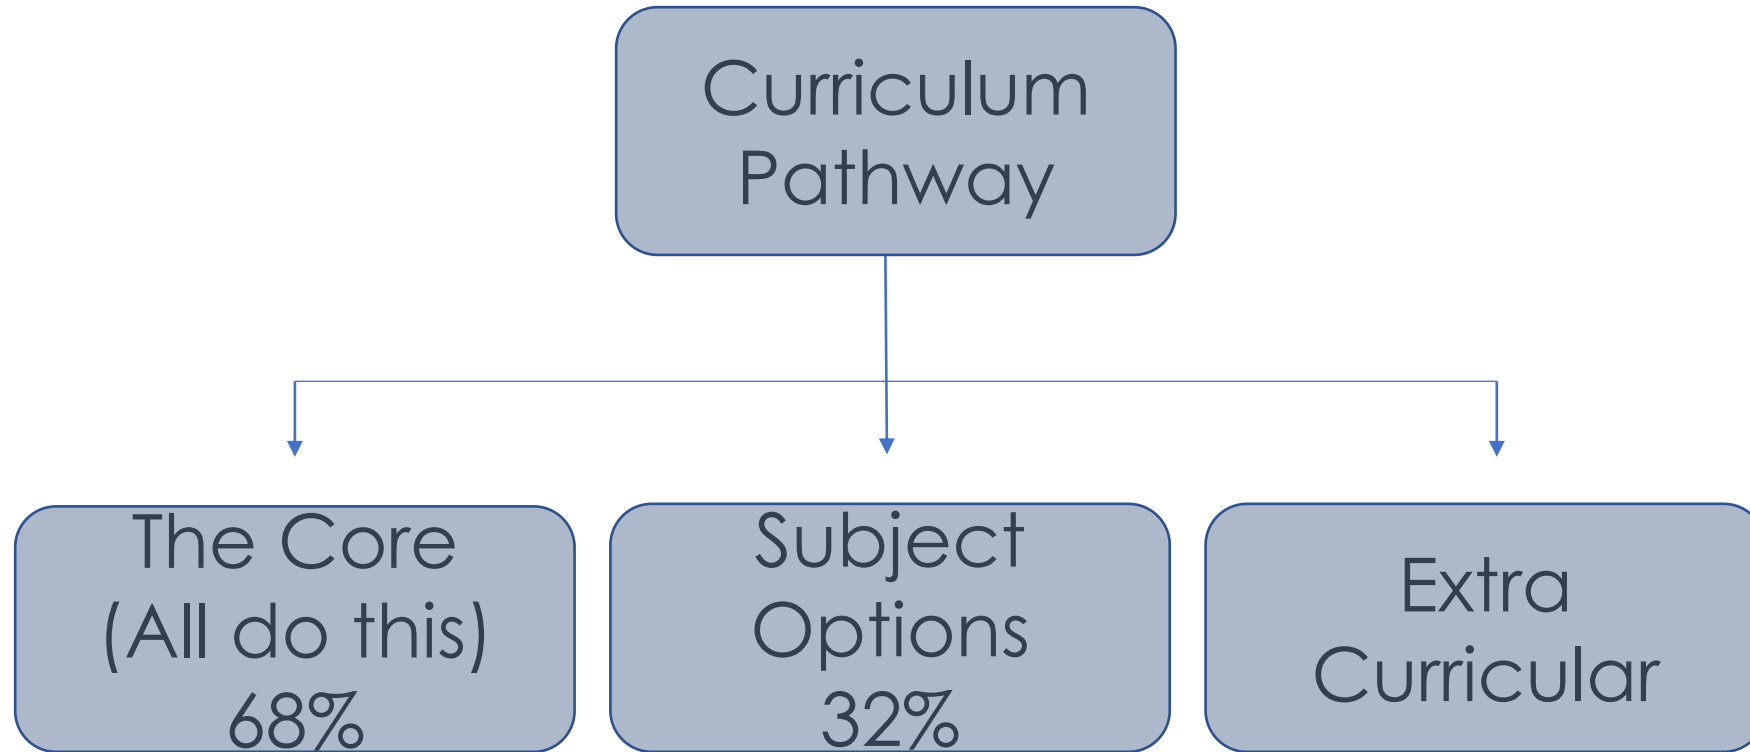 Curriculum
Pathway
The Core
(All do this)
68%
Subject
Options
32%
Extra
Curricular